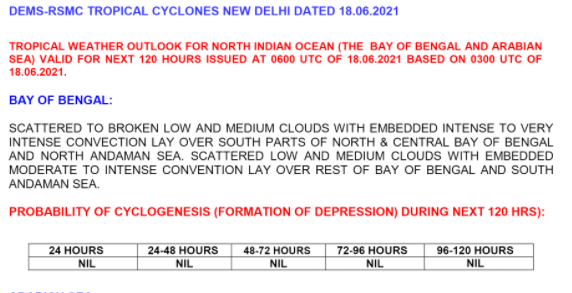 DEMS-RSMC TROPICAL CYCLONES NEW DELHI DATED 18.06.2021
TROPICAL WEATHER OUTLOOK FOR NORTH INDIAN OCEAN (THE BAY OF BENGAL AND ARABIAN
SEA) VALID FOR NEXT 120 HOURS ISSUED AT 0600 UTC OF 18.06.2021 BASED ON 0300 UTC OF
18.06.2021.
BAY OF BENGAL:
SCATTERED TO BROKEN LOW AND MEDIUM CLOUDS WITH EMBEDDED INTENSE TO VERY
INTENSE CONVECTION LAY OVER SOUTH PARTS OF NORTH & CENTRAL BAY OF BENGAL
AND NORTH ANDAMAN SEA. SCATTERED LOW AND MEDIUM CLOUDS WITH EMBEDDED
MODERATE TO INTENSE CONVENTION LAY OVER REST OF BAY OF BENGAL AND SOUTH
ANDAMAN SEA.
PROBABILITY OF CYCLOGENESIS (FORMATION OF DEPRESSION) DURING NEXT 120 HRS):
24 HOURS 24-48 HOURS 48-72 HOURS 72-96 HOURS 96-120 HOURS
NIL NIL NIL NIL NIL